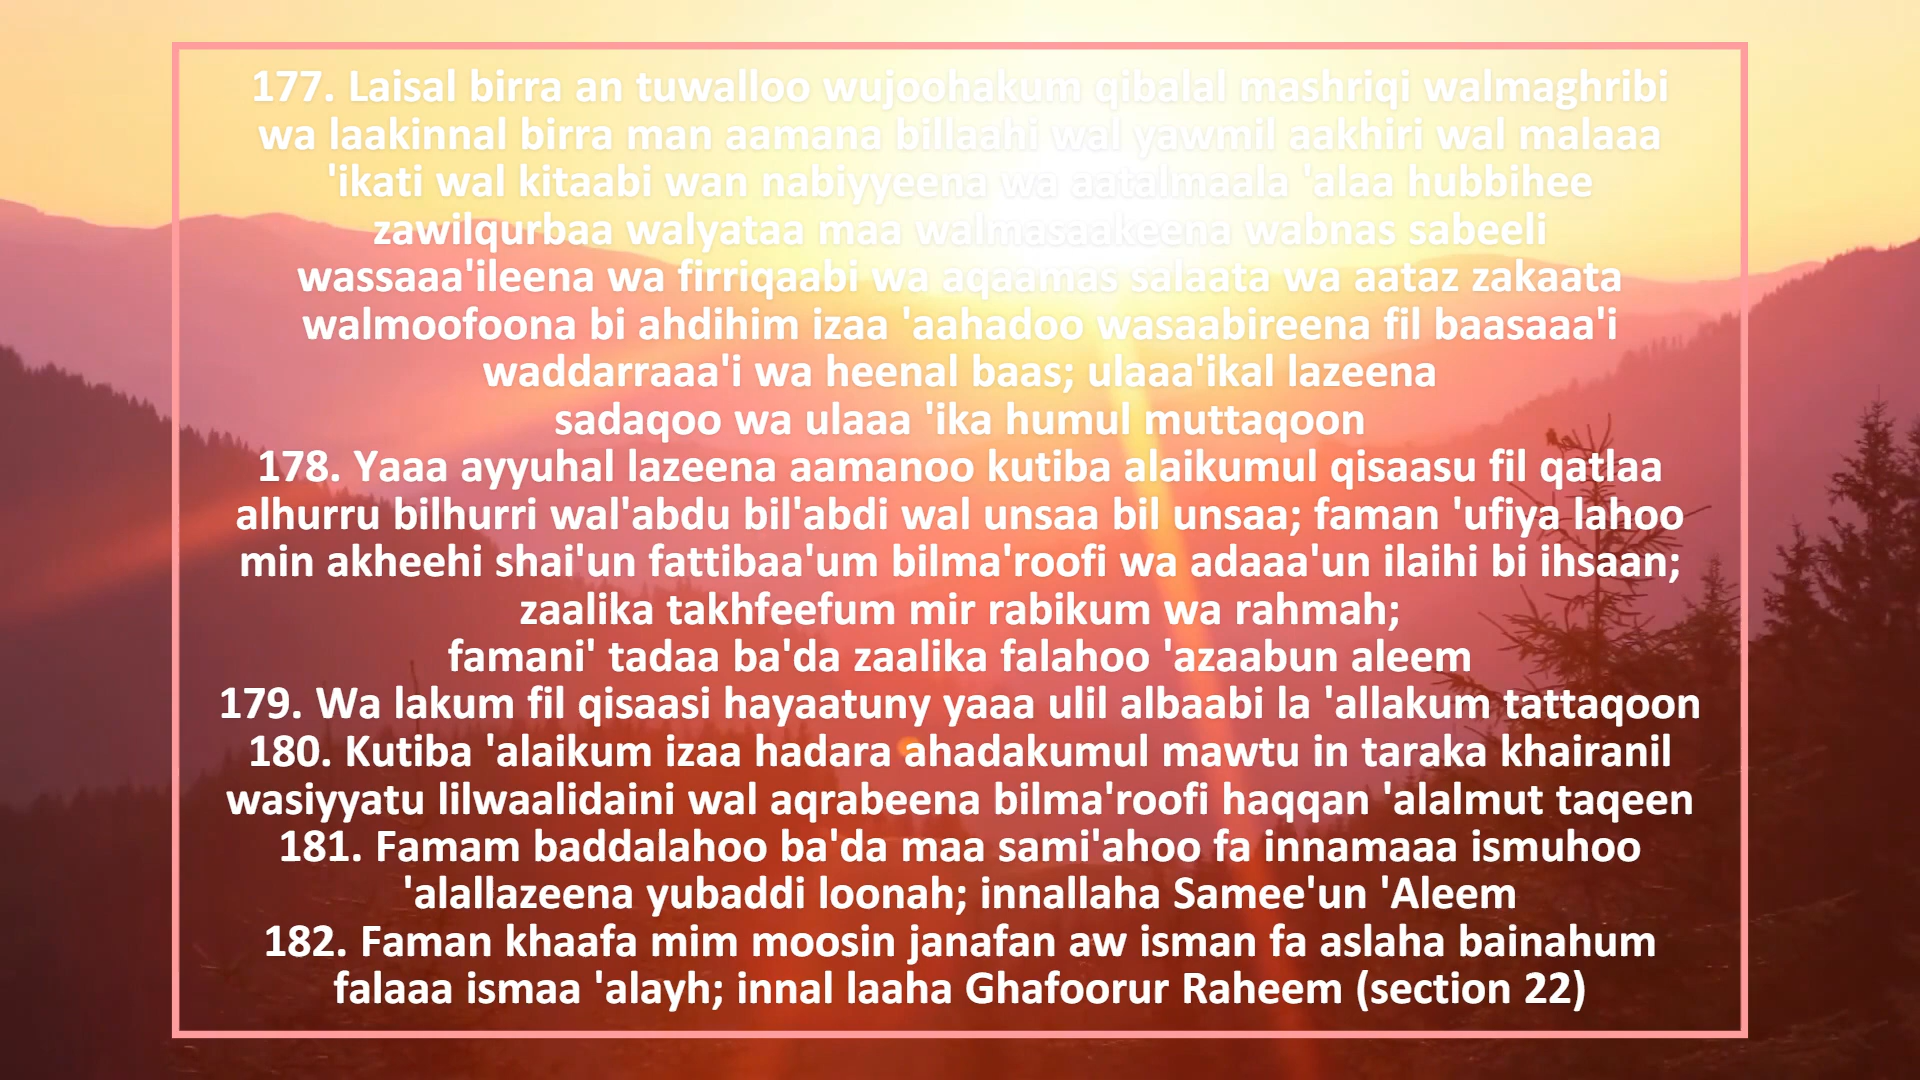 177. Laisal birra an tuwalloo wujoohakum qibalal mashriqi walmaghribi
wa laakinnal birra man aamana billaahi wal yawmil aakhiri wal malaaa
'ikati wal kitaabi wan nabiyyeena wa aatalmaala 'alaa hubbihee
zawilqurbaa walyataa maa walmasaakeena wabnas sabeeli
wassaaa'ileena wa firriqaabi wa aqaamas salaata wa aataz zakaata
walmoofoona bi ahdihim izaa 'aahadoo wasaabireena fil baasaaa'i
waddarraaa'i wa heenal baas; ulaaa'ikal lazeena
sadaqoo wa ulaaa 'ika humul muttaqoon
178. Yaaa ayyuhal lazeena aamanoo kutiba alaikumul qisaasu fil qatlaa
alhurru bilhurri wal'abdu bil'abdi wal unsaa bil unsaa; faman 'ufiya lahoo
min akheehi shai'un fattibaa'um bilma'roofi wa adaaa'un ilaihi bi ihsaan;
zaalika takhfeefum mir rabikum wa rahmah;
famani' tadaa ba'da zaalika falahoo 'azaabun aleem
179. Wa lakum fil qisaasi hayaatuny yaaa ulil albaabi la 'allakum tattaqoon
180. Kutiba 'alaikum izaa hadara ahadakumul mawtu in taraka khairanil
wasiyyatu lilwaalidaini wal aqrabeena bilma'roofi haqqan 'alalmut taqeen
181. Famam baddalahoo ba'da maa sami'ahoo fa innamaaa ismuhoo
'alallazeena yubaddi loonah; innallaha Samee'un 'Aleem
182. Faman khaafa mim moosin janafan aw isman fa aslaha bainahum
falaaa ismaa 'alayh; innal laaha Ghafoorur Raheem (section 22)